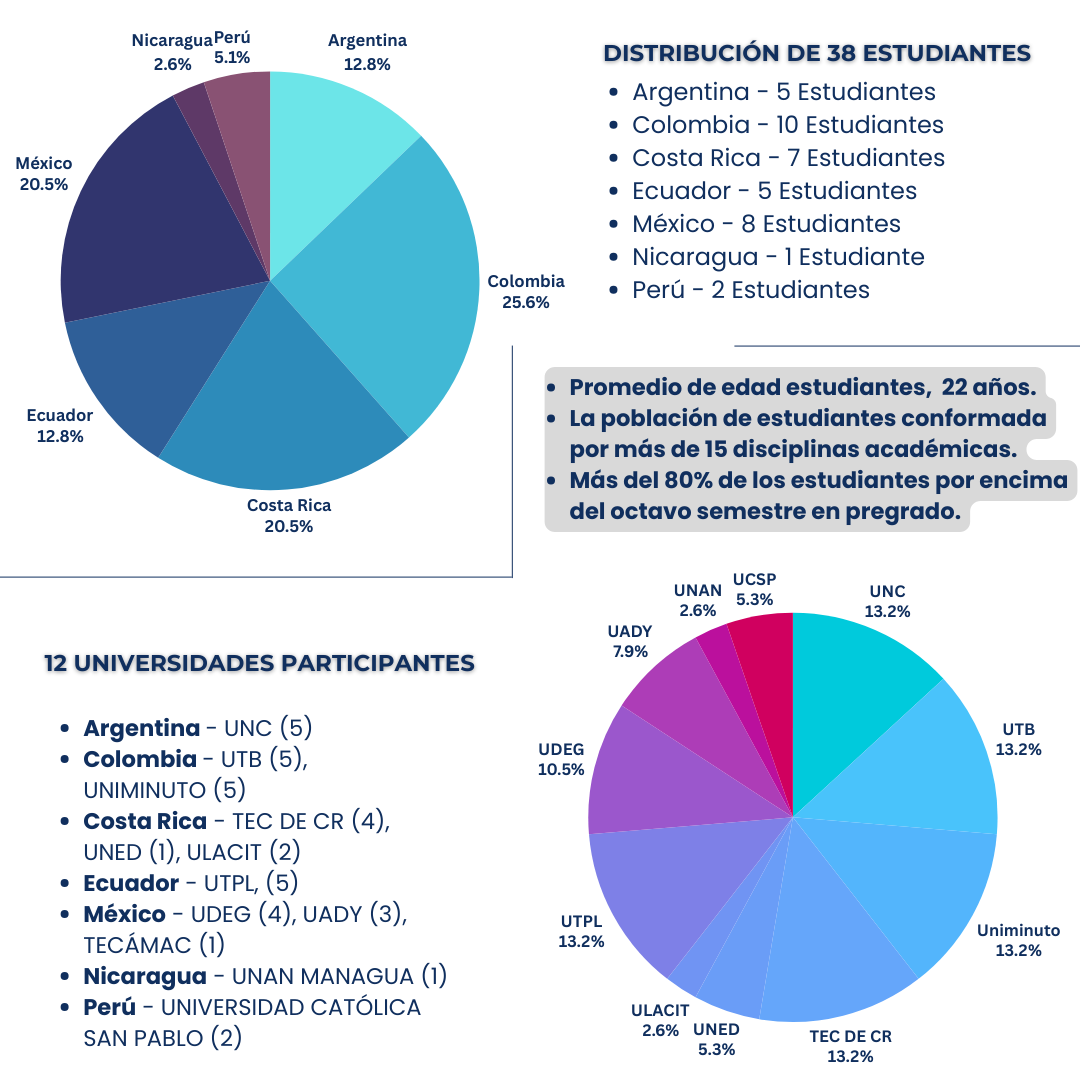 NicaraguaPerú
2.6% 5.1%
Argentina
12.8%
México
20.5%
Colombia
25.6%
Ecuador
12.8%
Costa Rica
20.5%
DISTRIBUCIÓN DE 38 ESTUDIANTES
• Argentina - 5 Estudiantes
• Colombia - 10 Estudiantes
• Costa Rica - 7 Estudiantes
• Ecuador - 5 Estudiantes
• México - 8 Estudiantes
• Nicaragua - 1 Estudiante
• Perú - 2 Estudiantes
• Promedio de edad estudiantes, 22 años.
• La población de estudiantes conformada
por más de 15 disciplinas académicas.
• Más del 80% de los estudiantes por encima
del octavo semestre en pregrado.
12 UNIVERSIDADES PARTICIPANTES
• Argentina - UNC (5)
• Colombia - UTB (5),
UNIMINUTO (5)
• Costa Rica - TEC DE CR (4),
UNED (1), ULACIT (2)
• Ecuador - UTPL, (5)
• México - UDEG (4), UADY (3),
TECÁMAC (1)
• Nicaragua - UNAN MANAGUA (1)
• Perú - UNIVERSIDAD CATÓLICA
SAN PABLO (2)
UCSP
5.3%
UNAN
2.6%
UNC
13.2%
UADY
7.9%
UTB
13.2%
UDEG
10.5%
UTPL
13.2%
Uniminuto
13.2%
ULACIT
2.6%
UNED
5.3%
TEC DE CR
13.2%